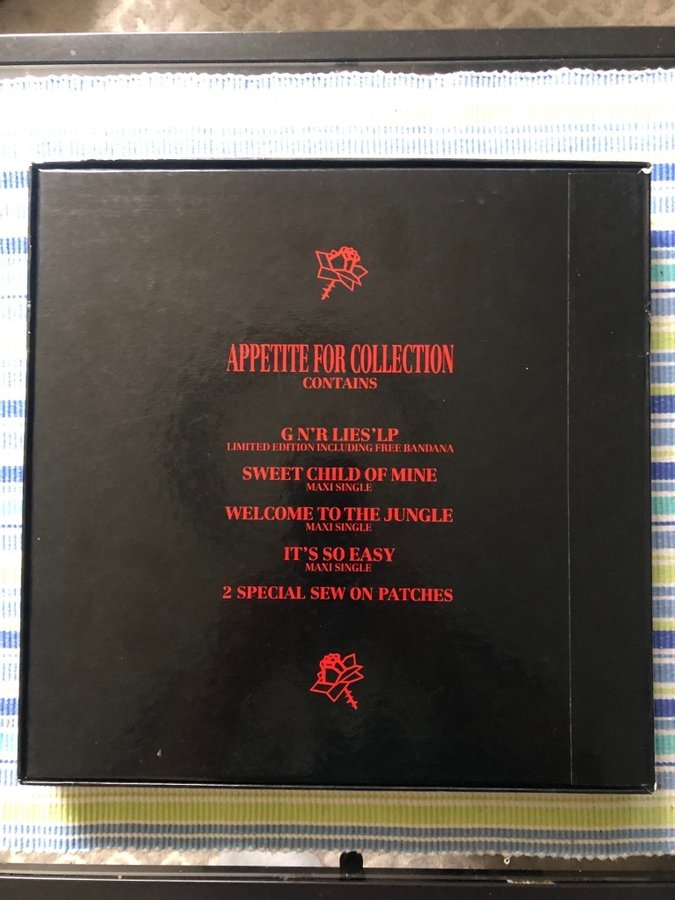 APPETITE FOR COLLECTION
CONTAINS
G N'R LIES'LP
LIMITED EDITION INCLUDING FREE BANDANA
SWEET CHILD OF MINE
MAXI SINGLE
WELCOME TO THE JUNGLE
MAXI SINGLE
IT'S SO EASY
MAXI SINGLE
2 SPECIAL SEW ON PATCHES